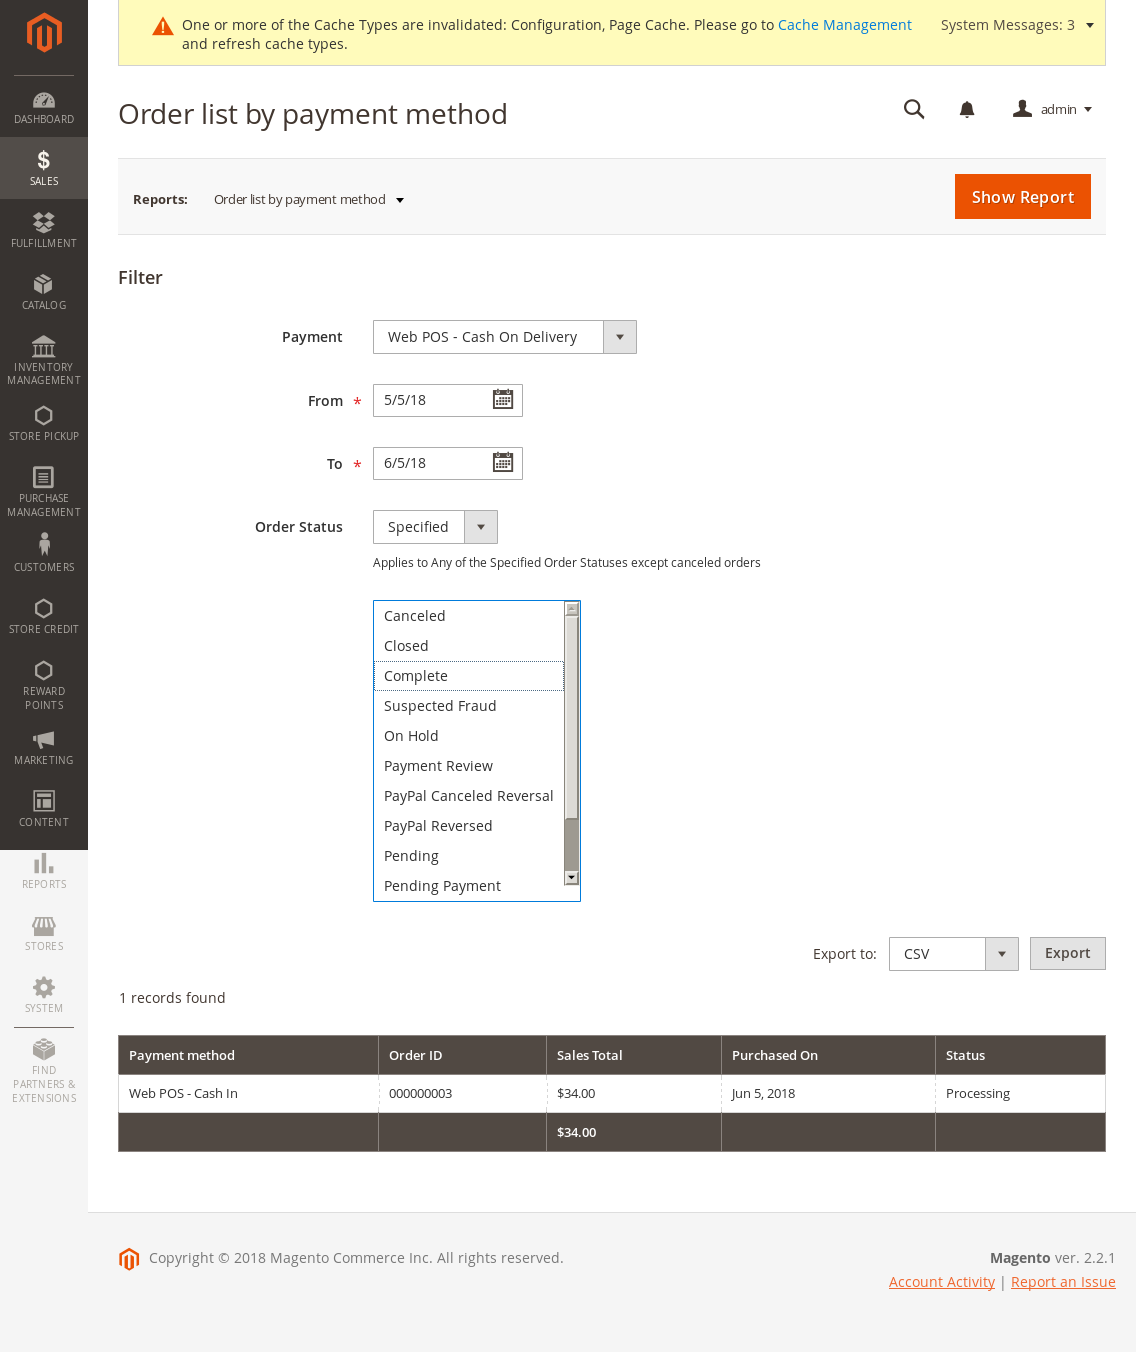 One or more of the Cache Types are invalidated: Configuration, Page Cache. Please go to Cache Management
and refresh cache types.
System Messages: 3
Order list by payment method
admin
Reports: Order list by payment method
Show Report
DASHBOARD
SALES
FULFILLMENT
CATALOG
INVENTORY
MANAGEMENT
STORE PICKUP
PURCHASE
MANAGEMENT
CUSTOMERS
STORE CREDIT
REWARD
POINTS
MARKETING
CONTENT
REPORTS
STORES
SYSTEM
FIND
PARTNERS &
EXTENSIONS
Filter
Payment Web POS - Cash On Delivery
From * 5/5/18
To * 6/5/18
Order Status Specified
Applies to Any of the Specified Order Statuses except canceled orders
Canceled
Closed
Complete
Suspected Fraud
On Hold
Payment Review
PayPal Canceled Reversal
PayPal Reversed
Pending
Pending Payment
Export to: CSV Export
1 records found
Payment method Order ID Sales Total Purchased On Status
Web POS - Cash In 000000003 $34.00 Jun 5, 2018 Processing
$34.00
Copyright © 2018 Magento Commerce Inc. All rights reserved.
Magento ver. 2.2.1
Account Activity | Report an Issue